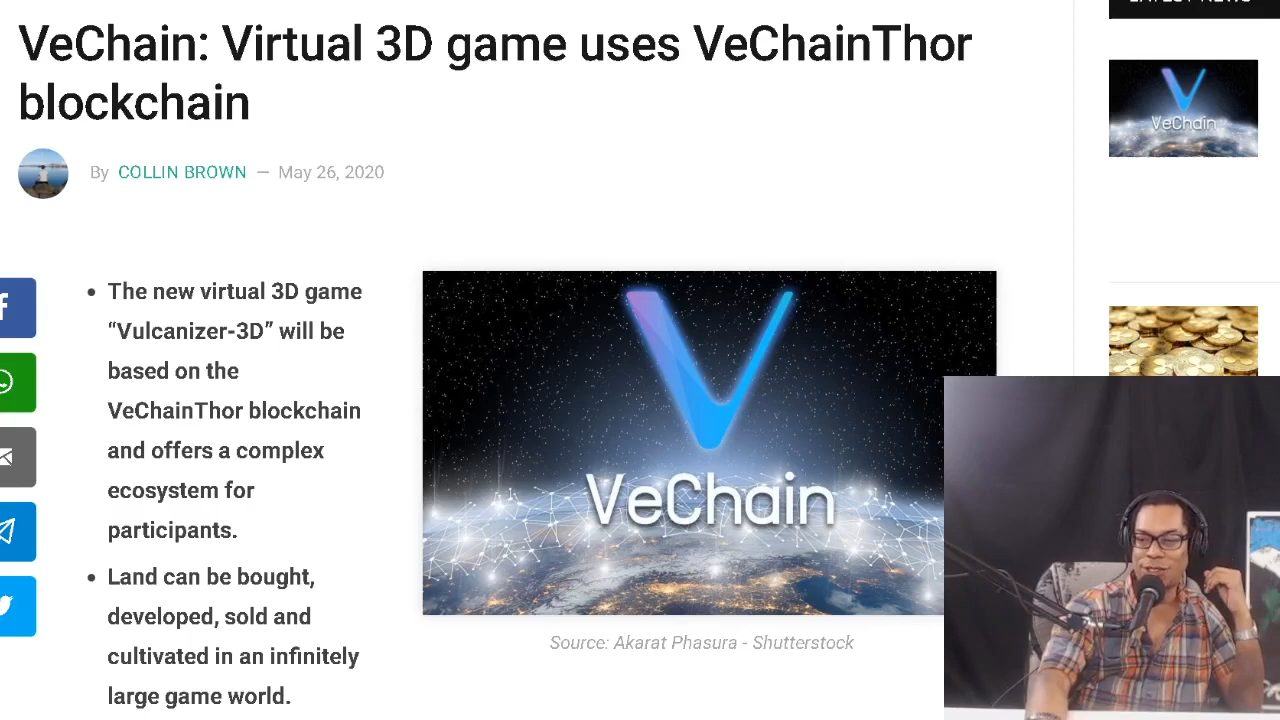 VeChain: Virtual 3D game uses VeChainThor
blockchain
By COLLIN BROWN — May 26, 2020
• The new virtual 3D game
“Vulcanizer-3D” will be
based on the
VeChainThor blockchain
and offers a complex
ecosystem for
participants.
• Land can be bought,
developed, sold and
cultivated in an infinitely
large game world.
VeChain
Source: Akarat Phasura - Shutterstock
LATEST NEWS
VeChain